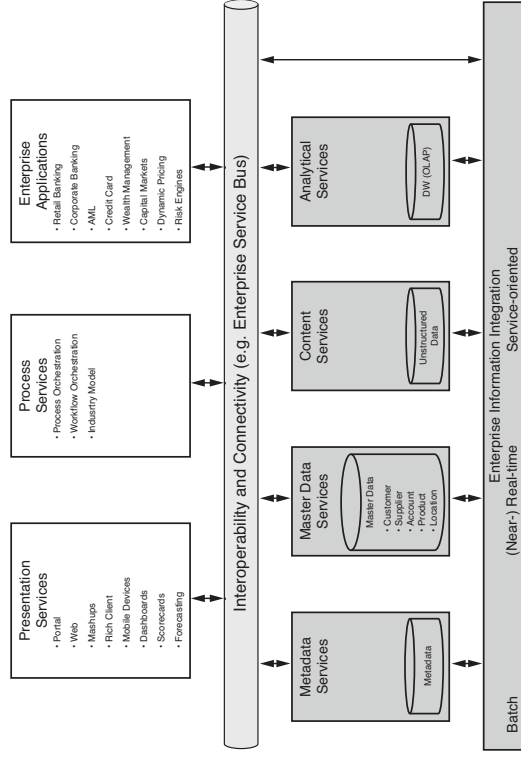 Presentation
Services
• Portal
• Web
• Mashups
• Rich Client
• Mobile Devices
• Dashboards
• Scorecards
• Forecasting
Process
Services
• Process Orchestration
• Workflow Orchestration
• Indusrtry Model
Enterprise
Applications
• Retail Banking
• Corporate Banking
• AML
• Credit Card
• Wealth Management
• Capital Markets
• Dynamic Pricing
• Risk Engines
Interoperability and Connectivity (e.g. Enterprise Service Bus)
Metadata
Services
Metadata
Master Data
Services
Master Data
• Customer
• Supplier
• Account
• Product
• Location
Content
Services
Unstructured
Data
Analytical
Services
DW (OLAP)
Enterprise Information Integration
Batch (Near-) Real-time Service-oriented